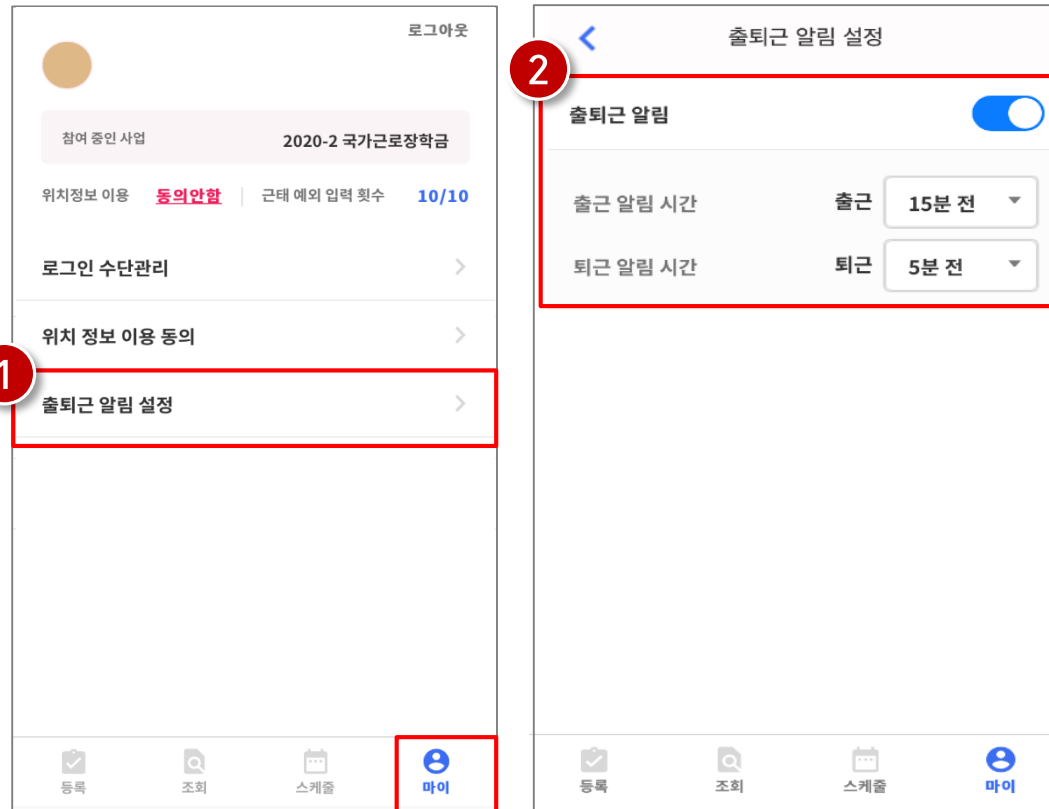 로그아웃
참여 중인 사업 2020-2 국가근로장학금
위치정보 이용 동의안함 근태 예외 입력 횟수 10/10
로그인 수단관리
위치 정보 이용 동의
1
출퇴근 알림 설정
등록 조회 스케줄 마이
출퇴근 알림 설정
2
출퇴근 알림
출근 알림 시간 출근 15분 전
퇴근 알림 시간 퇴근 5분 전
등록 조회 스케줄 마이